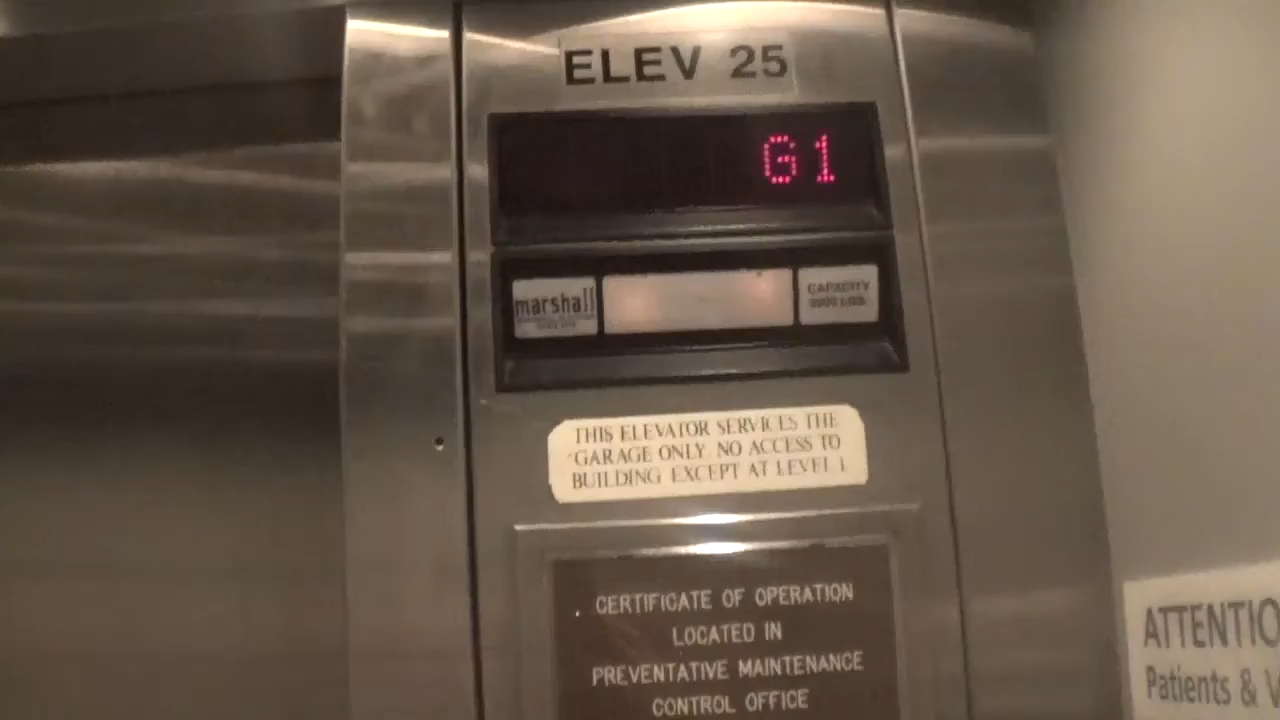 ELEV 25
G1
marshall
CAPACITY
THIS ELEVATOR SERVICES THE
GARAGE ONLY. NO ACCESS TO
BUILDING EXCEPT AT LEVEL 1
CERTIFICATE OF OPERATION
LOCATED IN
PREVENTATIVE MAINTENANCE
CONTROL OFFICE
ATTENTIO
Patients & V